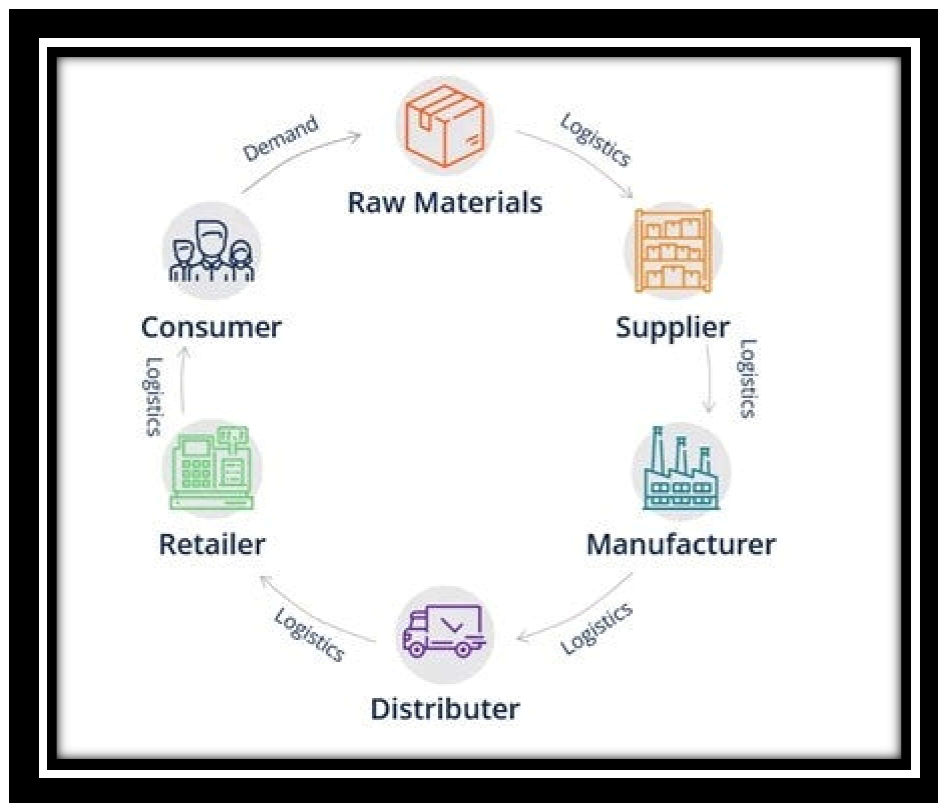 Raw Materials
Logistics
Supplier
Logistics
Manufacturer
Logistics
Distributer
Logistics
Retailer
Logistics
Consumer
Demand